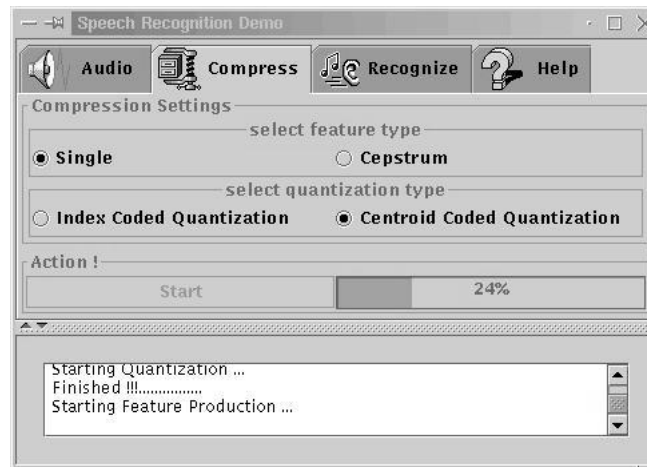 Speech Recognition Demo
Audio Compress Recognize Help
Compression Settings
select feature type
Single Cepstrum
select quantization type
Index Coded Quantization Centroid Coded Quantization
Action !
Start 24%
Starting Quantization ...
Finished !!!................
Starting Feature Production ...